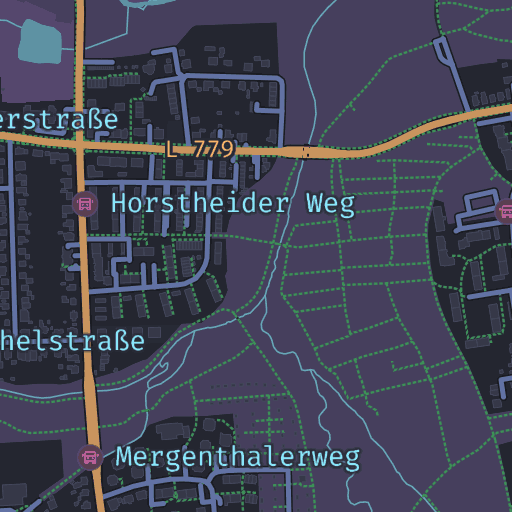 erstraße
L 779
Horstheider Weg
helstraße
Mergenthalerweg